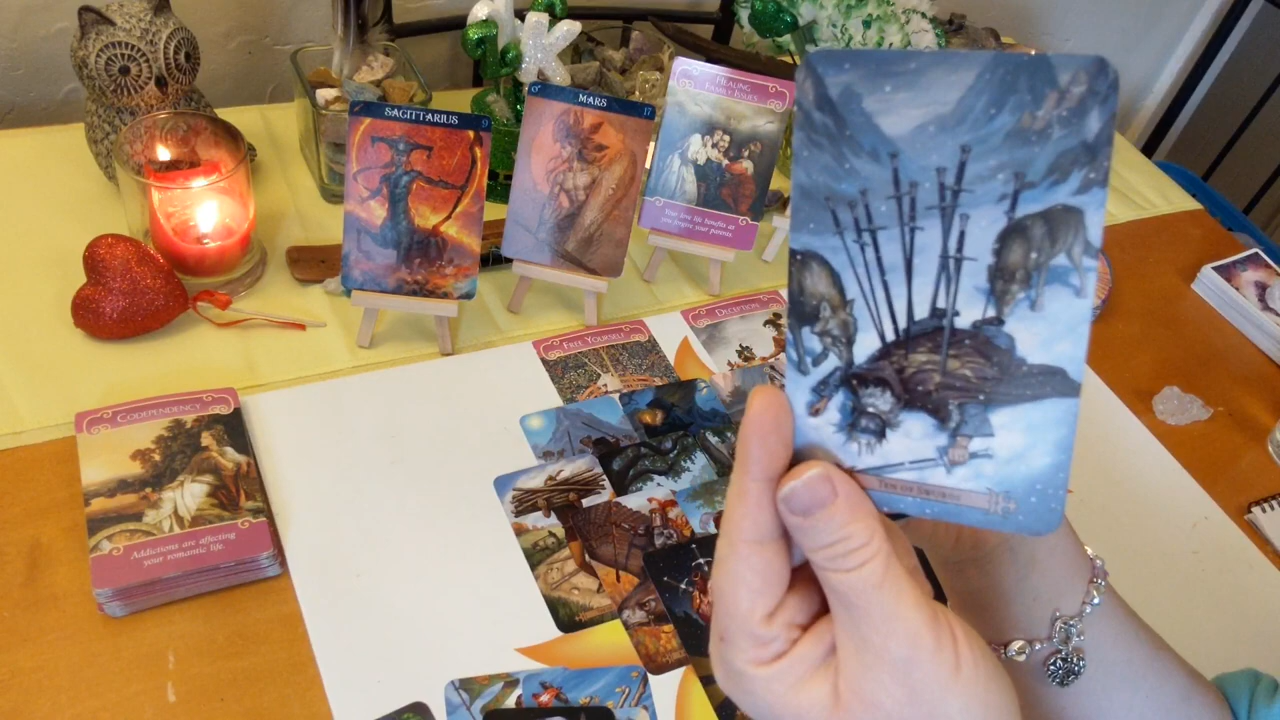 SAGITTARIUS 9
MARS 17
HEALING
FAMILY ISSUES
Your love life benefits as
you forgive your parents.
FREE YOURSELF
DECEPTION
CODEPENDENCY
Addictions are affecting
your romantic life.
TEN OF SWORDS